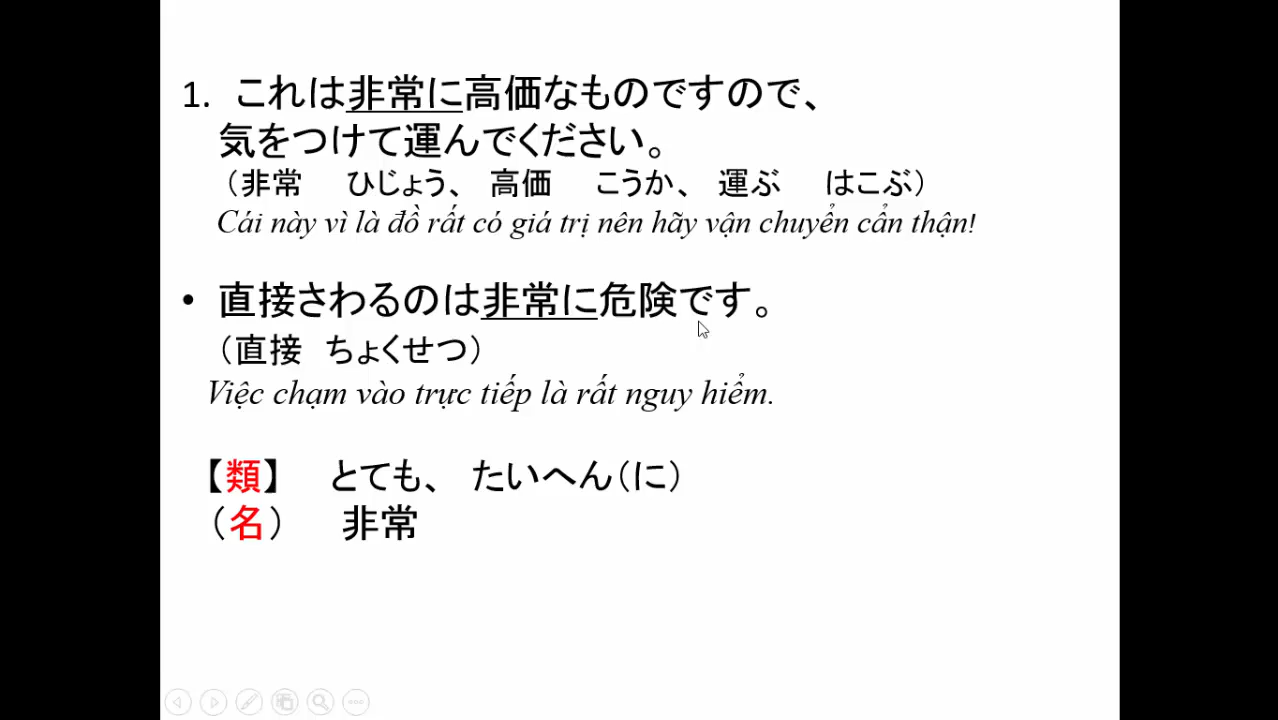 1. これは非常に高価なものですので、
気をつけて運んでください。
（非常　ひじょう、 高価　こうか、 運ぶ　はこぶ）
Cái này vì là đồ rất có giá trị nên hãy vận chuyển cẩn thận!
• 直接さわるのは非常に危険です。
（直接　ちょくせつ）
Việc chạm vào trực tiếp là rất nguy hiểm.
【類】　とても、 たいへん（に）
（名）　非常